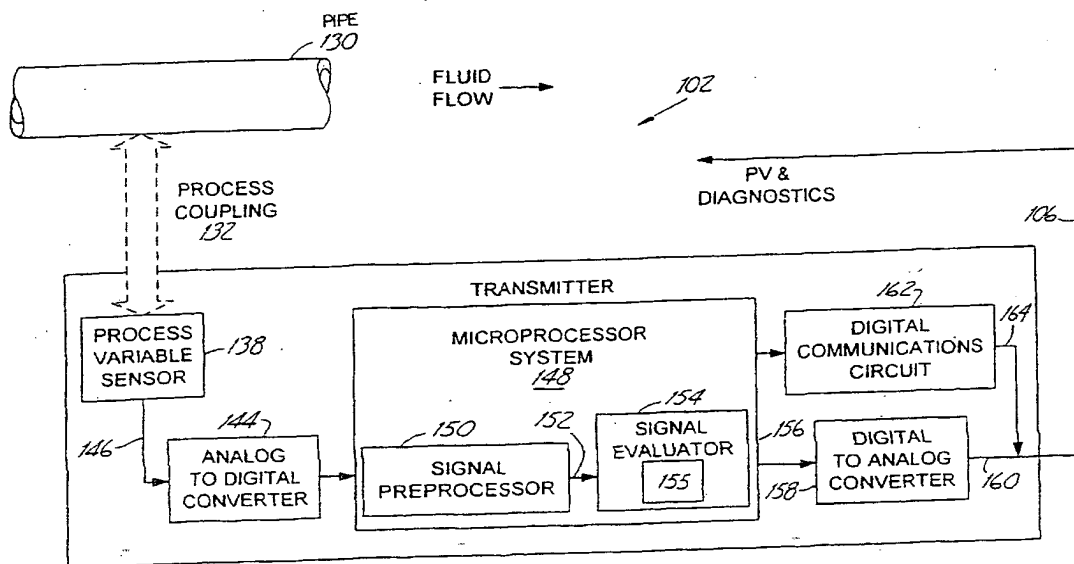 PIPE
130
FLUID
FLOW
102
PV &
DIAGNOSTICS
106
PROCESS
COUPLING
132
TRANSMITTER
PROCESS
VARIABLE
SENSOR
138
146
144
ANALOG
TO DIGITAL
CONVERTER
MICROPROCESSOR
SYSTEM
148
150
SIGNAL
PREPROCESSOR
152
154
SIGNAL
EVALUATOR
155
156
162
DIGITAL
COMMUNICATIONS
CIRCUIT
164
DIGITAL
TO ANALOG
CONVERTER
158
160